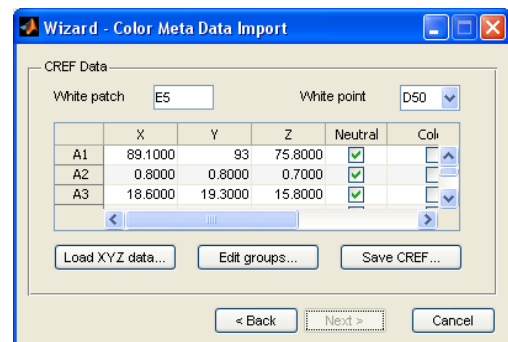 Wizard - Color Meta Data Import
CREF Data
White patch E5 White point D50
X Y Z Neutral Col
A1 89.1000 93 75.8000
A2 0.8000 0.8000 0.7000
A3 18.6000 19.3000 15.8000
Load XYZ data... Edit groups... Save CREF...
< Back Next > Cancel